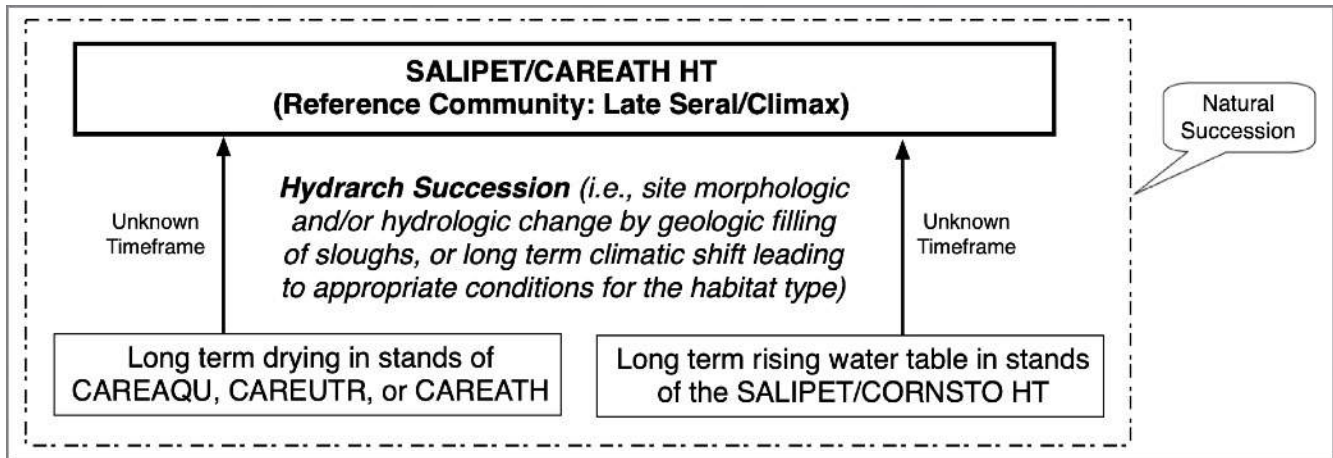 SALIPET/CAREATH HT
(Reference Community: Late Seral/Climax)
Natural
Succession
Hydrarch Succession (i.e., site morphologic
and/or hydrologic change by geologic filling
of sloughs, or long term climatic shift leading
to appropriate conditions for the habitat type)
Unknown
Timeframe
Unknown
Timeframe
Long term drying in stands of
CAREAQU, CAREUTR, or CAREATH
Long term rising water table in stands
of the SALIPET/CORNSTO HT